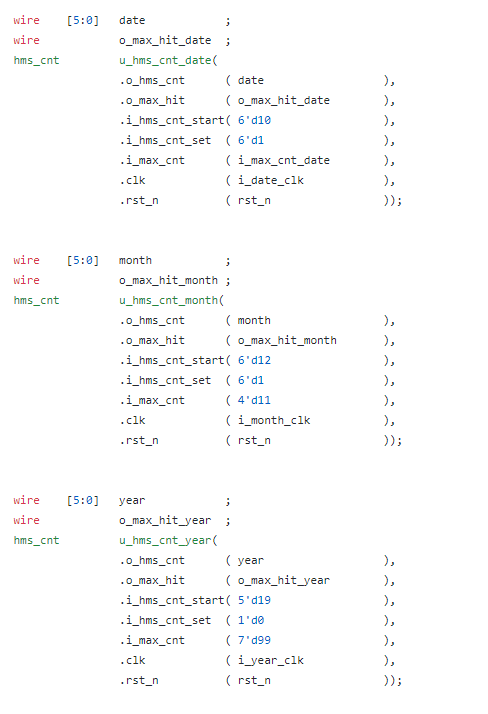 wire    [5:0]   date            ;
wire            o_max_hit_date  ;
hms_cnt         u_hms_cnt_date(
                .o_hms_cnt      ( date                  ),
                .o_max_hit      ( o_max_hit_date        ),
                .i_hms_cnt_start( 6'd10                 ),
                .i_hms_cnt_set  ( 6'd1                  ),
                .i_max_cnt      ( i_max_cnt_date        ),
                .clk            ( i_date_clk            ),
                .rst_n          ( rst_n                 ));
wire    [5:0]   month           ;
wire            o_max_hit_month ;
hms_cnt         u_hms_cnt_month(
                .o_hms_cnt      ( month                 ),
                .o_max_hit      ( o_max_hit_month       ),
                .i_hms_cnt_start( 6'd12                 ),
                .i_hms_cnt_set  ( 6'd1                  ),
                .i_max_cnt      ( 4'd11                 ),
                .clk            ( i_month_clk           ),
                .rst_n          ( rst_n                 ));
wire    [5:0]   year            ;
wire            o_max_hit_year  ;
hms_cnt         u_hms_cnt_year(
                .o_hms_cnt      ( year                  ),
                .o_max_hit      ( o_max_hit_year        ),
                .i_hms_cnt_start( 5'd19                 ),
                .i_hms_cnt_set  ( 1'd0                  ),
                .i_max_cnt      ( 7'd99                 ),
                .clk            ( i_year_clk            ),
                .rst_n          ( rst_n                 ));